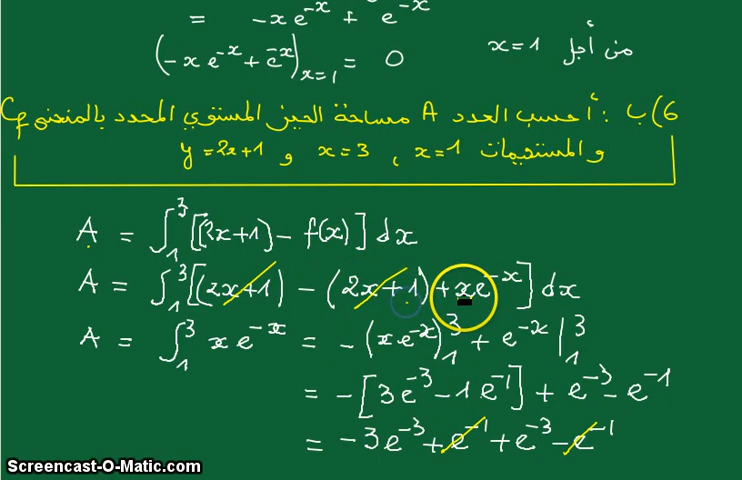 = -xe^{-x} + e^{-x}
(-xe^{-x} + e^{-x})_{x=1} = 0 من أجل x=1
6) ب : أحسب العدد A مساحة الحيز المستوي المحدد بالمنحنى C_f
و المستقيمات x=1 , x=3 و y=2x+1
A = ∫_1^3 [(2x+1) - f(x)] dx
A = ∫_1^3 [(2x+1) - (2x+1) + xe^{-x}] dx
A = ∫_1^3 xe^{-x} = -(xe^{-x})_1^3 + e^{-x}|_1^3
= -[3e^{-3} - 1e^{-1}] + e^{-3} - e^{-1}
= -3e^{-3} + e^{-1} + e^{-3} - e^{-1}
Screencast-O-Matic.com